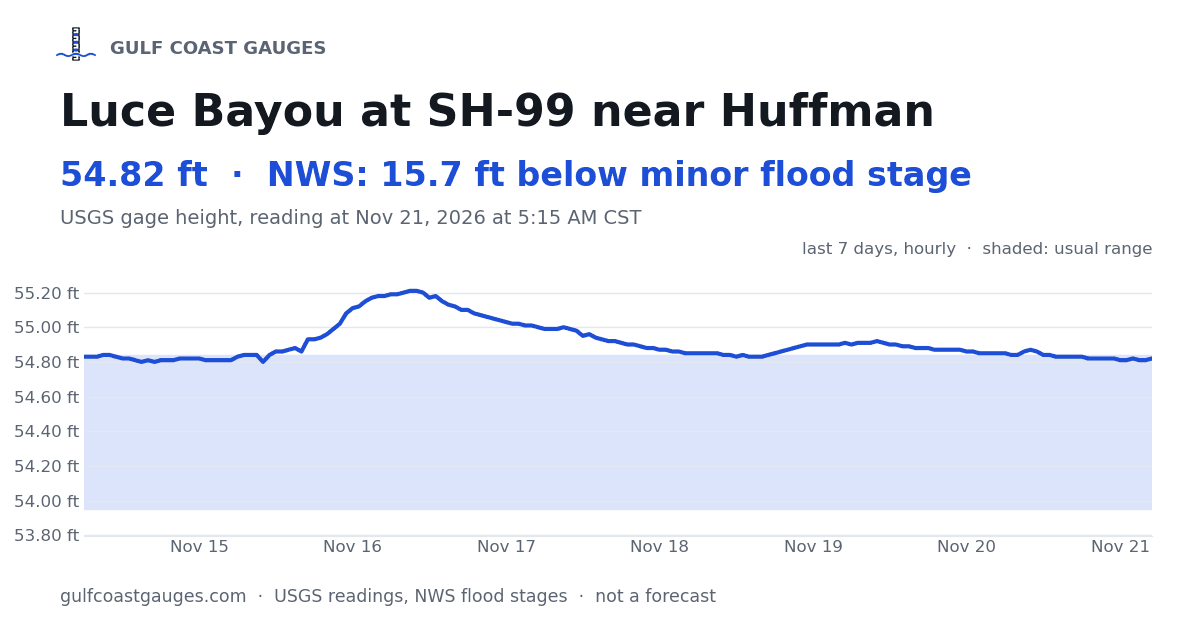 GULF COAST GAUGES
Luce Bayou at SH-99 near Huffman
54.82 ft · NWS: 15.7 ft below minor flood stage
USGS gage height, reading at Nov 21, 2026 at 5:15 AM CST
last 7 days, hourly · shaded: usual range
55.20 ft
55.00 ft
54.80 ft
54.60 ft
54.40 ft
54.20 ft
54.00 ft
53.80 ft
Nov 15 Nov 16 Nov 17 Nov 18 Nov 19 Nov 20 Nov 21
gulfcoastgauges.com · USGS readings, NWS flood stages · not a forecast